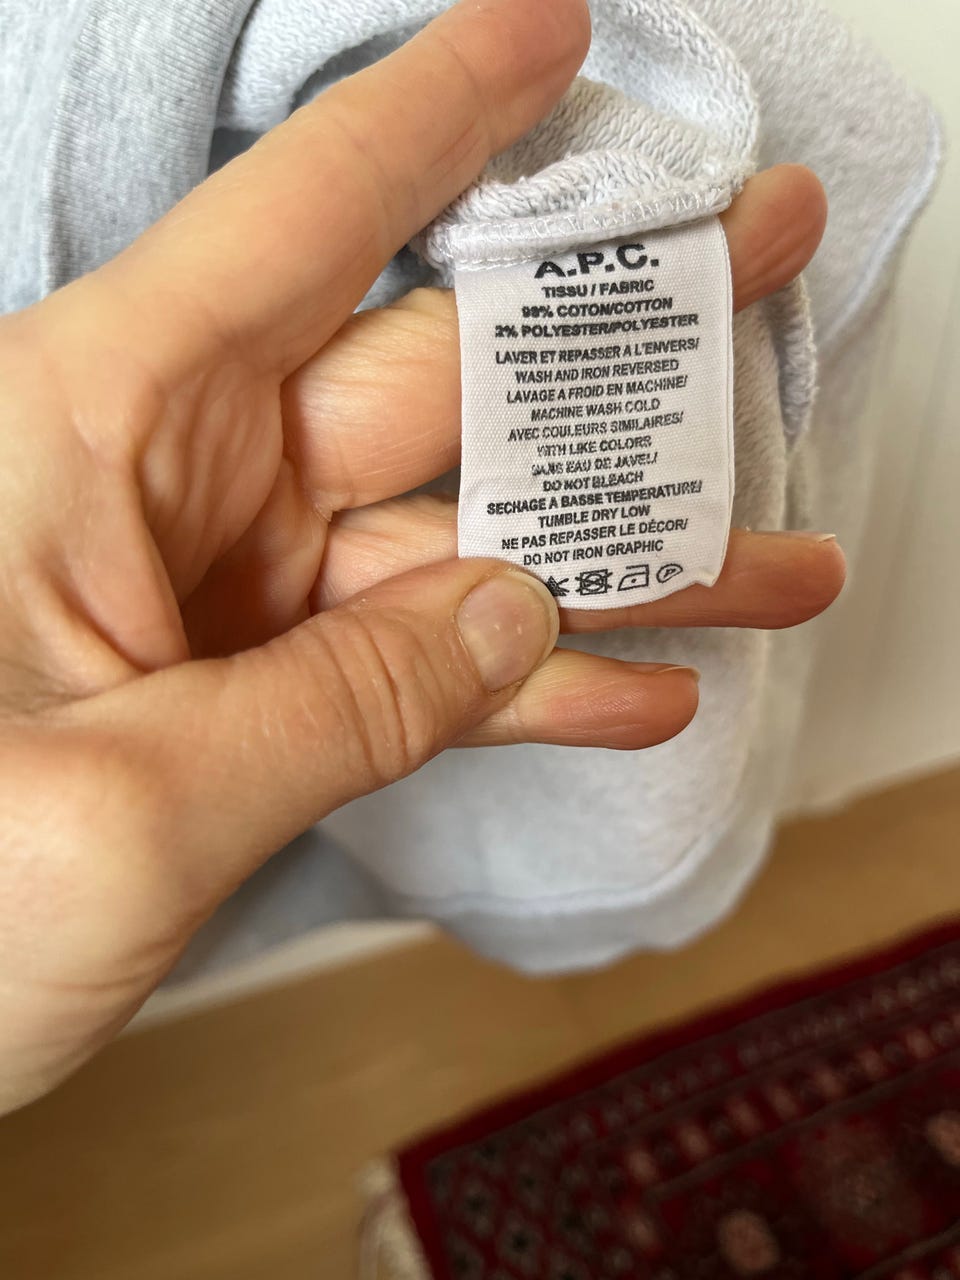 A.P.C.
TISSU / FABRIC
98% COTON/COTTON
2% POLYESTER/POLYESTER
LAVER ET REPASSER A L'ENVERS/
WASH AND IRON REVERSED
LAVAGE A FROID EN MACHINE/
MACHINE WASH COLD
AVEC COULEURS SIMILAIRES/
WITH LIKE COLORS
SANS EAU DE JAVEL/
DO NOT BLEACH
SECHAGE A BASSE TEMPERATURE/
TUMBLE DRY LOW
NE PAS REPASSER LE DÉCOR/
DO NOT IRON GRAPHIC
P